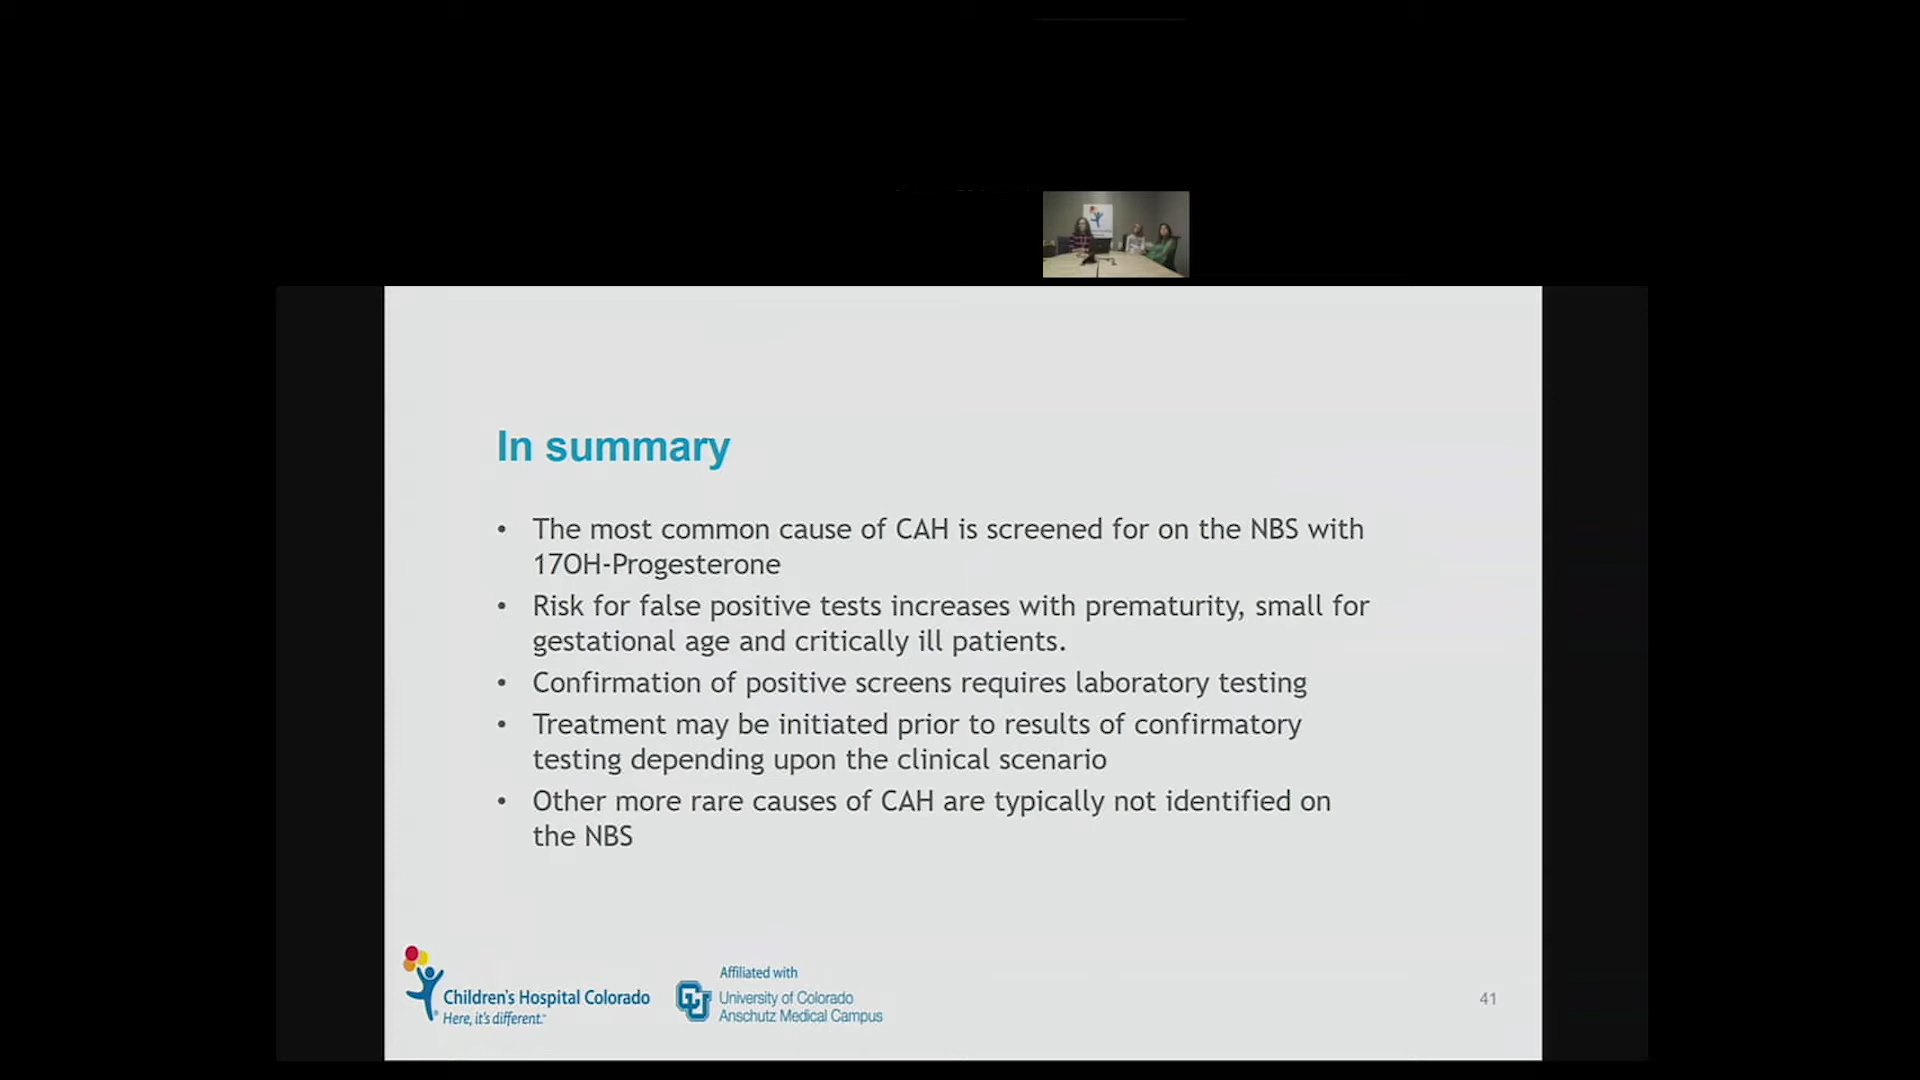 In summary
• The most common cause of CAH is screened for on the NBS with
17OH-Progesterone
• Risk for false positive tests increases with prematurity, small for
gestational age and critically ill patients.
• Confirmation of positive screens requires laboratory testing
• Treatment may be initiated prior to results of confirmatory
testing depending upon the clinical scenario
• Other more rare causes of CAH are typically not identified on
the NBS
Children's Hospital Colorado
Here, it's different.™
Affiliated with
CU
University of Colorado
Anschutz Medical Campus
41